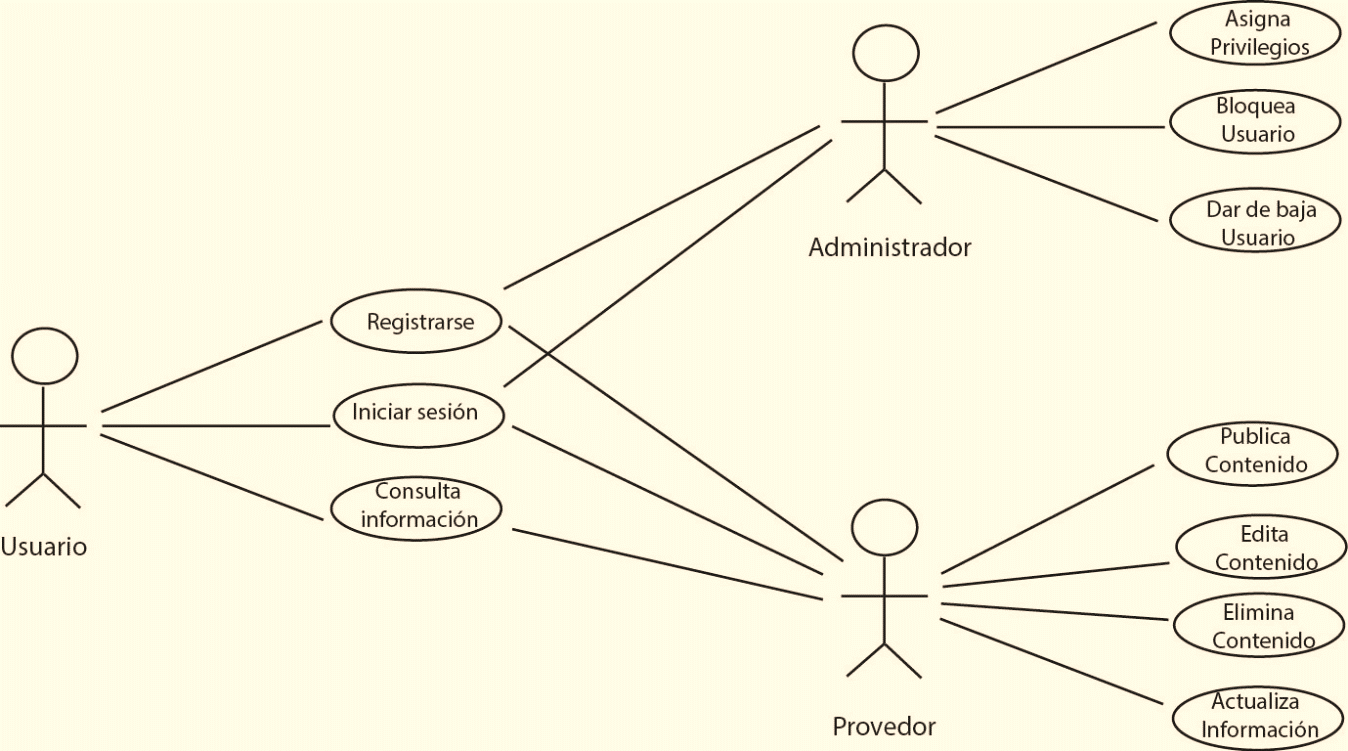 Asigna
Privilegios
Bloquea
Usuario
Dar de baja
Usuario
Administrador
Registrarse
Iniciar sesión
Consulta
información
Usuario
Publica
Contenido
Edita
Contenido
Elimina
Contenido
Actualiza
Información
Provedor